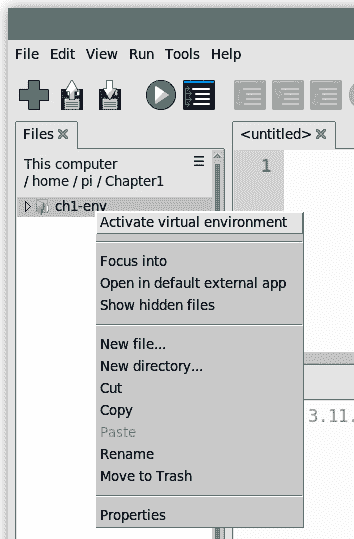 File Edit View Run Tools Help
Files
<untitled>
This computer
/ home / pi / Chapter1
1
ch1-env
Activate virtual environment
Focus into
Open in default external app
Show hidden files
New file...
New directory...
Cut
Copy
3.11.
Paste
Rename
Move to Trash
Properties